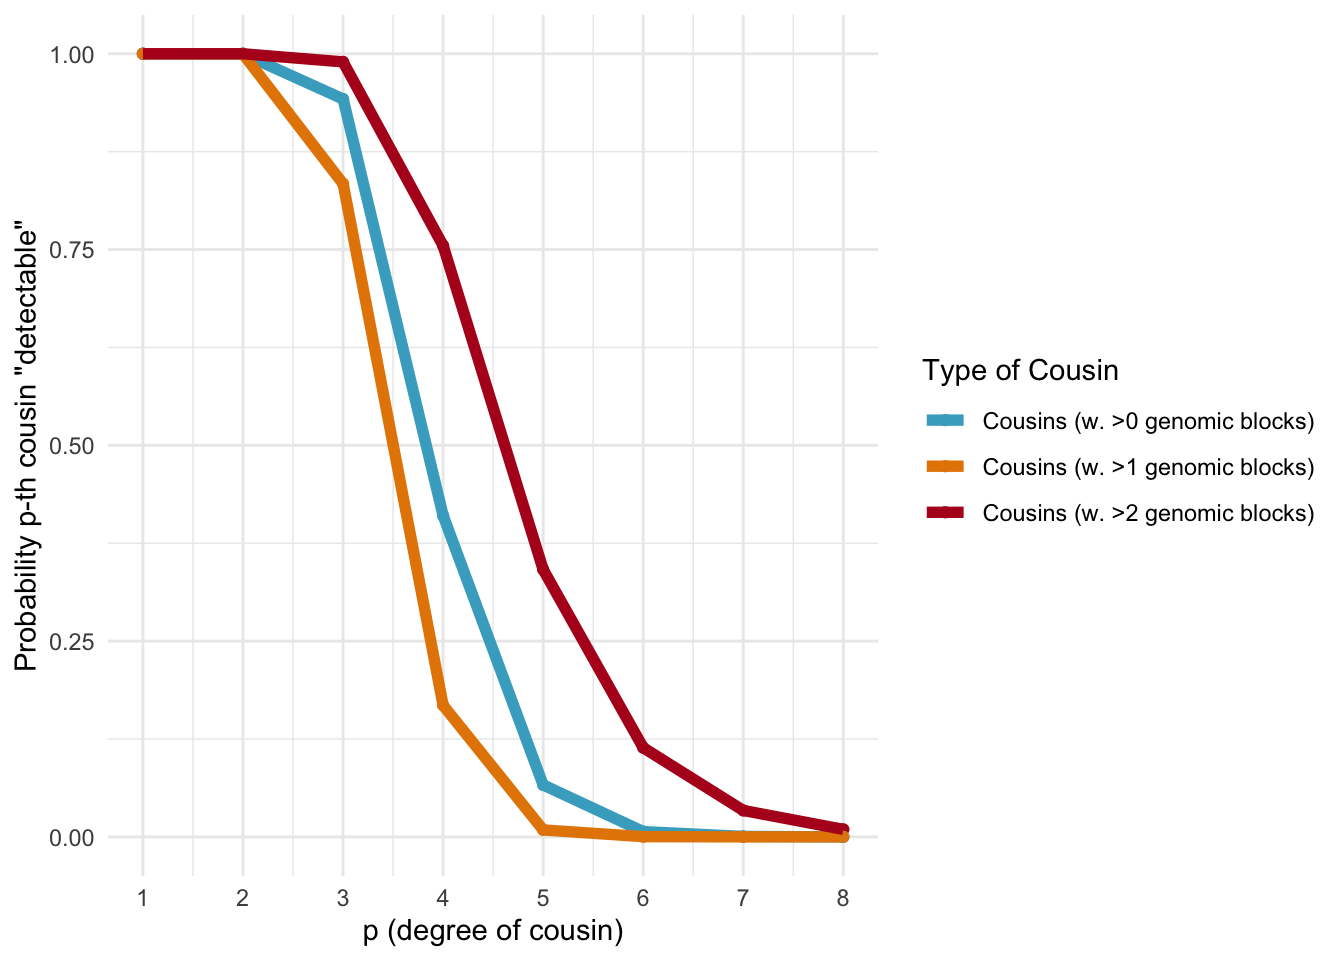 1.00
0.75
0.50
0.25
0.00
Probability p-th cousin "detectable"
1 2 3 4 5 6 7 8
p (degree of cousin)
Type of Cousin
Cousins (w. >0 genomic blocks)
Cousins (w. >1 genomic blocks)
Cousins (w. >2 genomic blocks)